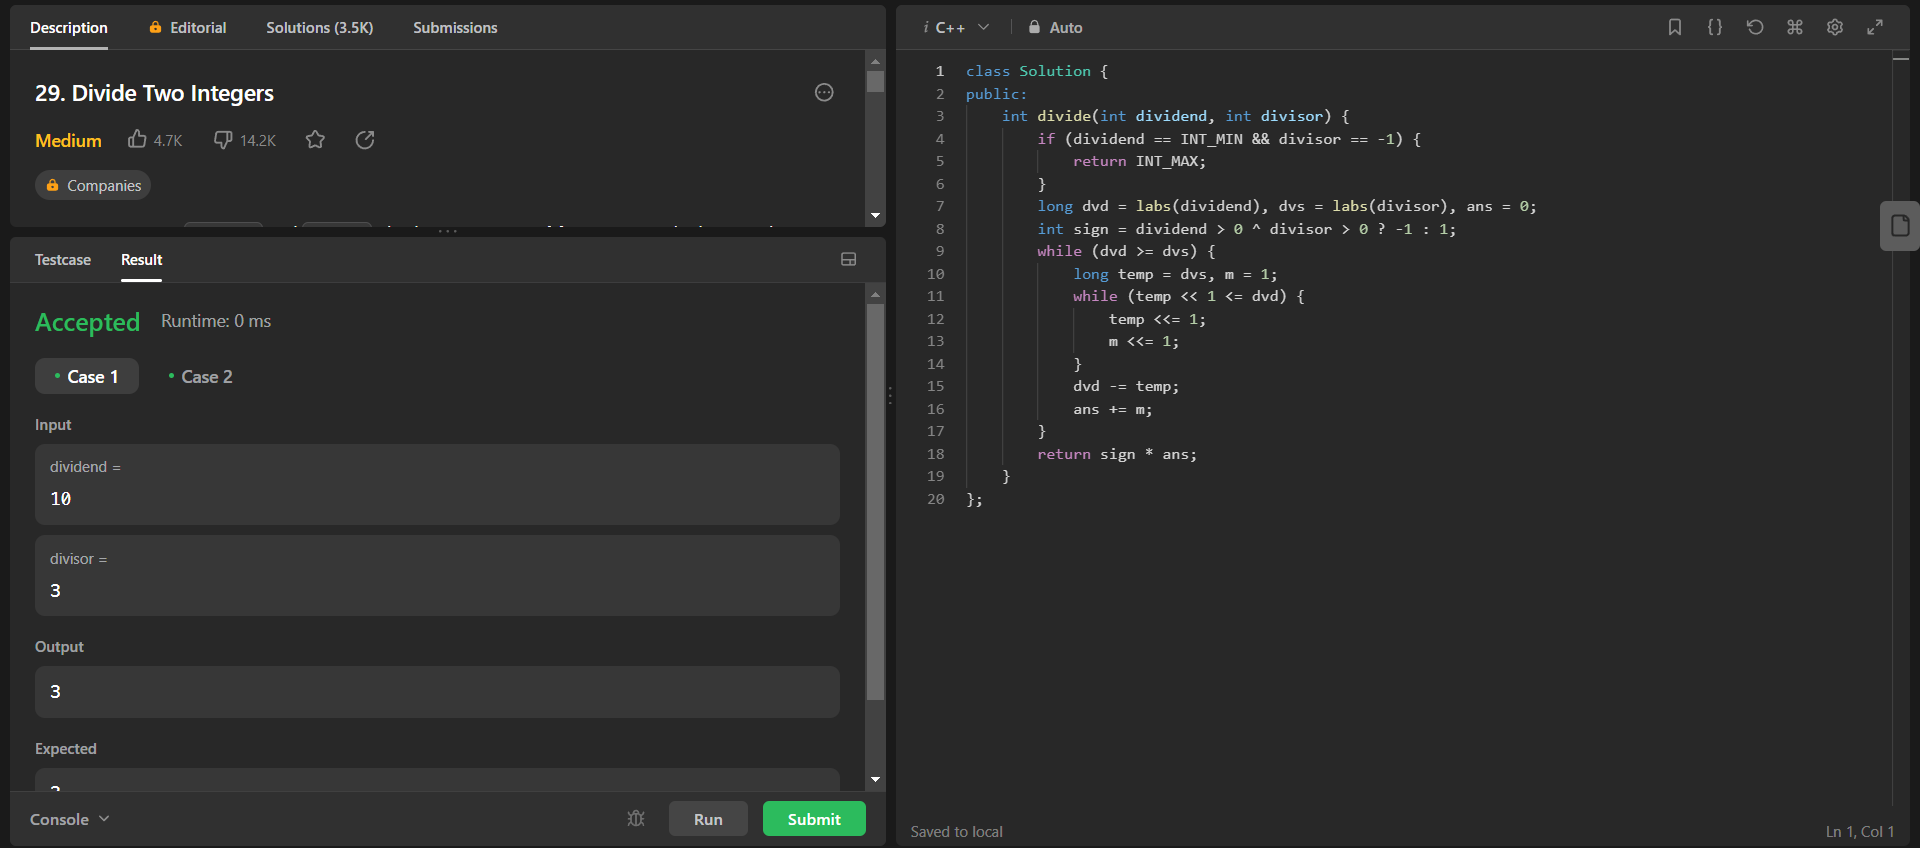 Description
Editorial
Solutions (3.5K)
Submissions
29. Divide Two Integers
Medium
4.7K
14.2K
Companies
Testcase
Result
Accepted
Runtime: 0 ms
Case 1
Case 2
Input
dividend =
10
divisor =
3
Output
3
Expected
Console
Run
Submit
i C++
Auto
1 class Solution {
2 public:
3     int divide(int dividend, int divisor) {
4         if (dividend == INT_MIN && divisor == -1) {
5             return INT_MAX;
6         }
7         long dvd = labs(dividend), dvs = labs(divisor), ans = 0;
8         int sign = dividend > 0 ^ divisor > 0 ? -1 : 1;
9         while (dvd >= dvs) {
10             long temp = dvs, m = 1;
11             while (temp << 1 <= dvd) {
12                 temp <<= 1;
13                 m <<= 1;
14             }
15             dvd -= temp;
16             ans += m;
17         }
18         return sign * ans;
19     }
20 };
Saved to local
Ln 1, Col 1